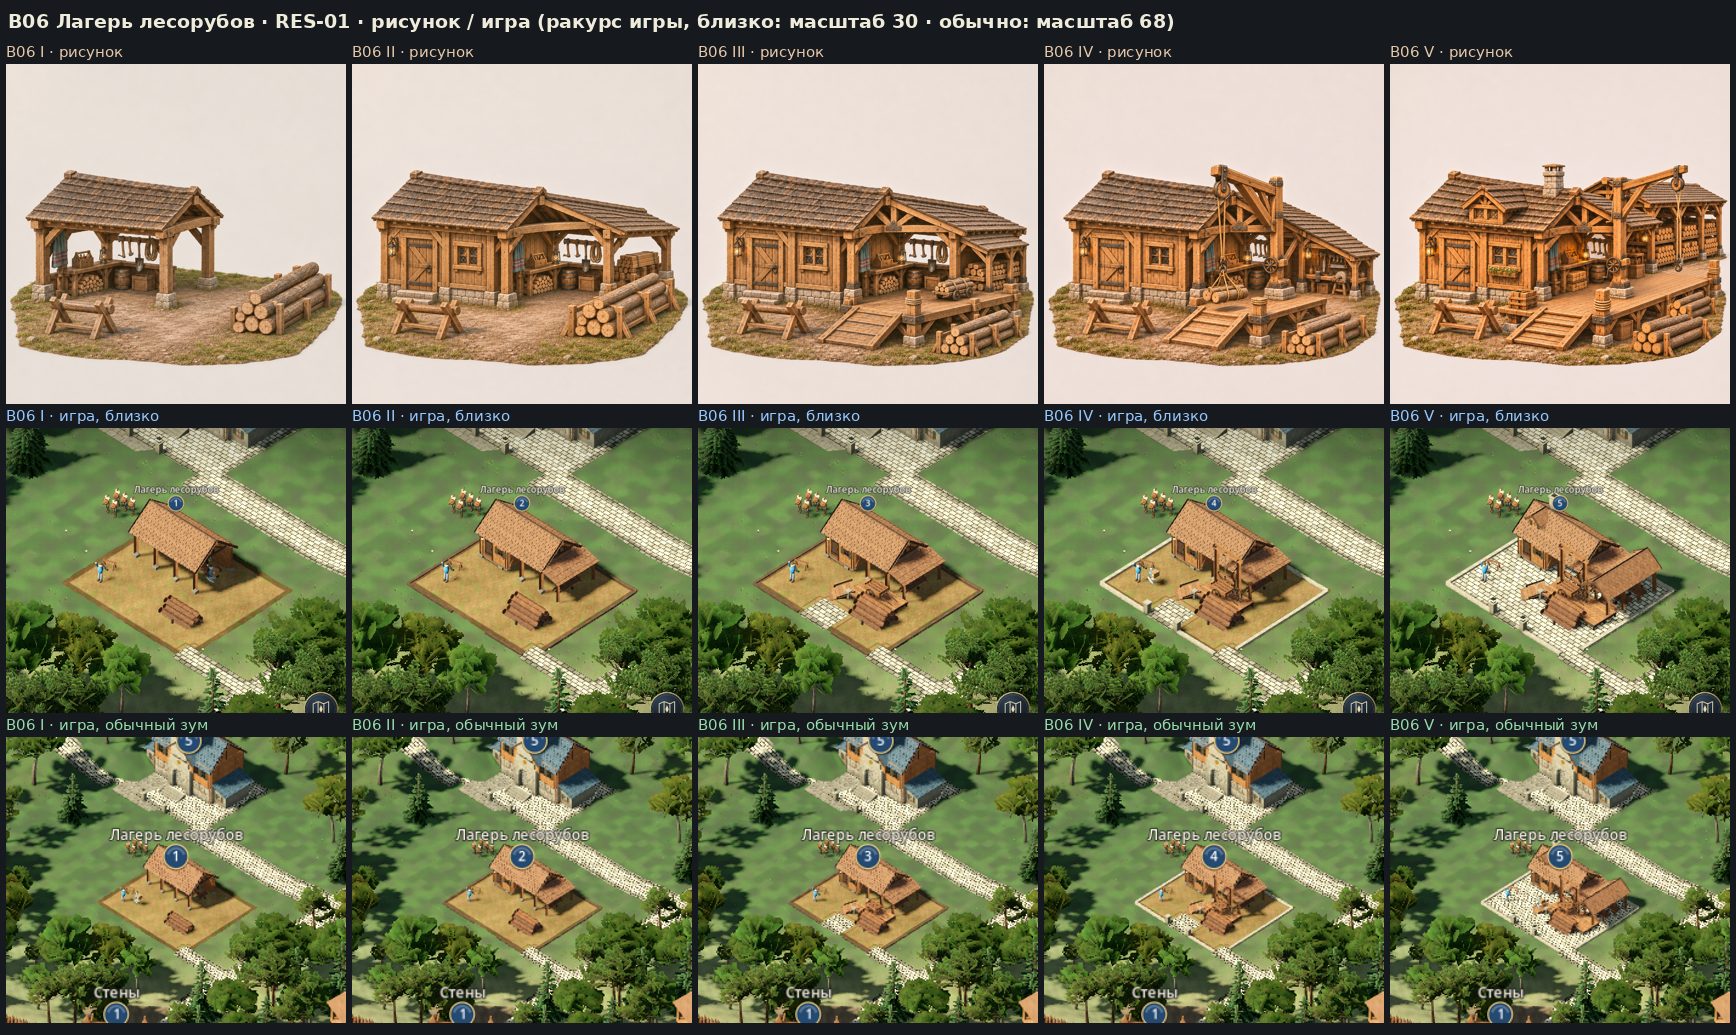 B06 Лагерь лесорубов · RES-01 · рисунок / игра (ракурс игры, близко: масштаб 30 · обычно: масштаб 68)
B06 I · рисунок
B06 II · рисунок
B06 III · рисунок
B06 IV · рисунок
B06 V · рисунок
B06 I · игра, близко
B06 II · игра, близко
B06 III · игра, близко
B06 IV · игра, близко
B06 V · игра, близко
Лагерь лесорубов
1
Лагерь лесорубов
2
Лагерь лесорубов
3
Лагерь лесорубов
4
Лагерь лесорубов
5
B06 I · игра, обычный зум
B06 II · игра, обычный зум
B06 III · игра, обычный зум
B06 IV · игра, обычный зум
B06 V · игра, обычный зум
5
5
5
5
5
Лагерь лесорубов
1
Лагерь лесорубов
2
Лагерь лесорубов
3
Лагерь лесорубов
4
Лагерь лесорубов
5
Стены
1
Стены
1
Стены
1
Стены
1
Стены
1